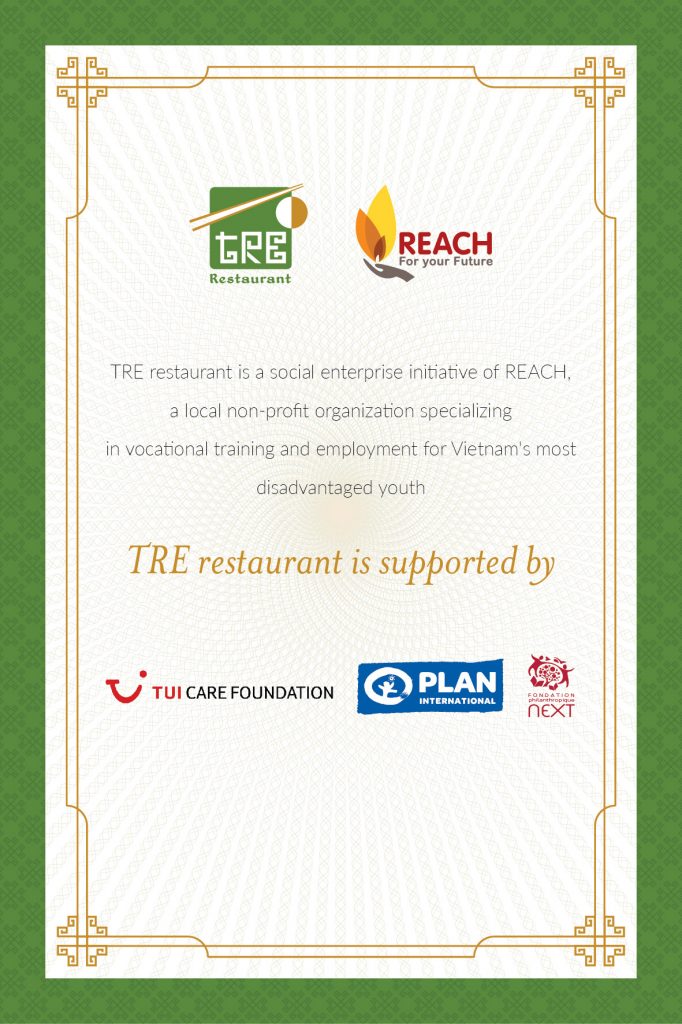 TRE
Restaurant
REACH
For your Future
TRE restaurant is a social enterprise initiative of REACH,
a local non-profit organization specializing
in vocational training and employment for Vietnam's most
disadvantaged youth
TRE restaurant is supported by
TUI CARE FOUNDATION
PLAN
INTERNATIONAL
FONDATION
philanthropique
NEXT